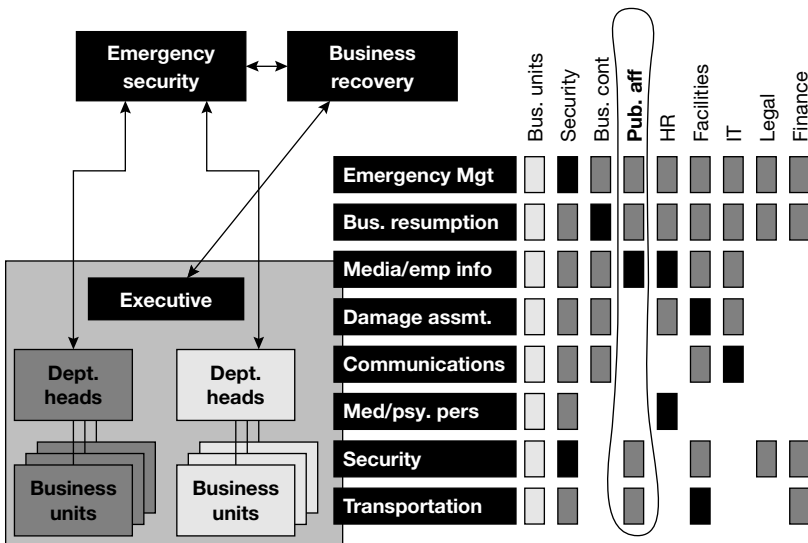 Emergency
security
Business
recovery
Bus. units
Security
Bus. cont
Pub. aff
HR
Facilities
IT
Legal
Finance
Emergency Mgt
Bus. resumption
Media/emp info
Executive
Damage assmt.
Dept.
heads
Dept.
heads
Communications
Med/psy. pers
Security
Business
units
Business
units
Transportation